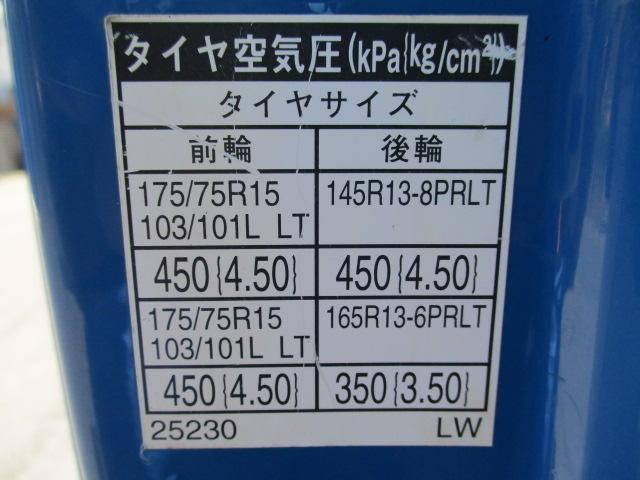 タイヤ空気圧(kPa{kg/cm²})
タイヤサイズ
前輪 後輪
175/75R15 145R13-8PRLT
103/101L LT
450{4.50} 450{4.50}
175/75R15 165R13-6PRLT
103/101L LT
450{4.50} 350{3.50}
25230 LW